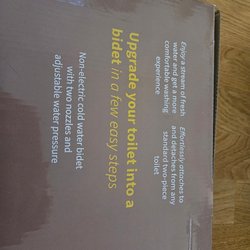 Upgrade your toilet into a
bidet in a few easy steps
Non-electric cold water bidet
with two nozzles and
adjustable water pressure
Enjoy a stream of fresh
water and get a more
comfortable washing
experience
Effortlessly attaches to
and detaches from any
standard two-piece
toilet